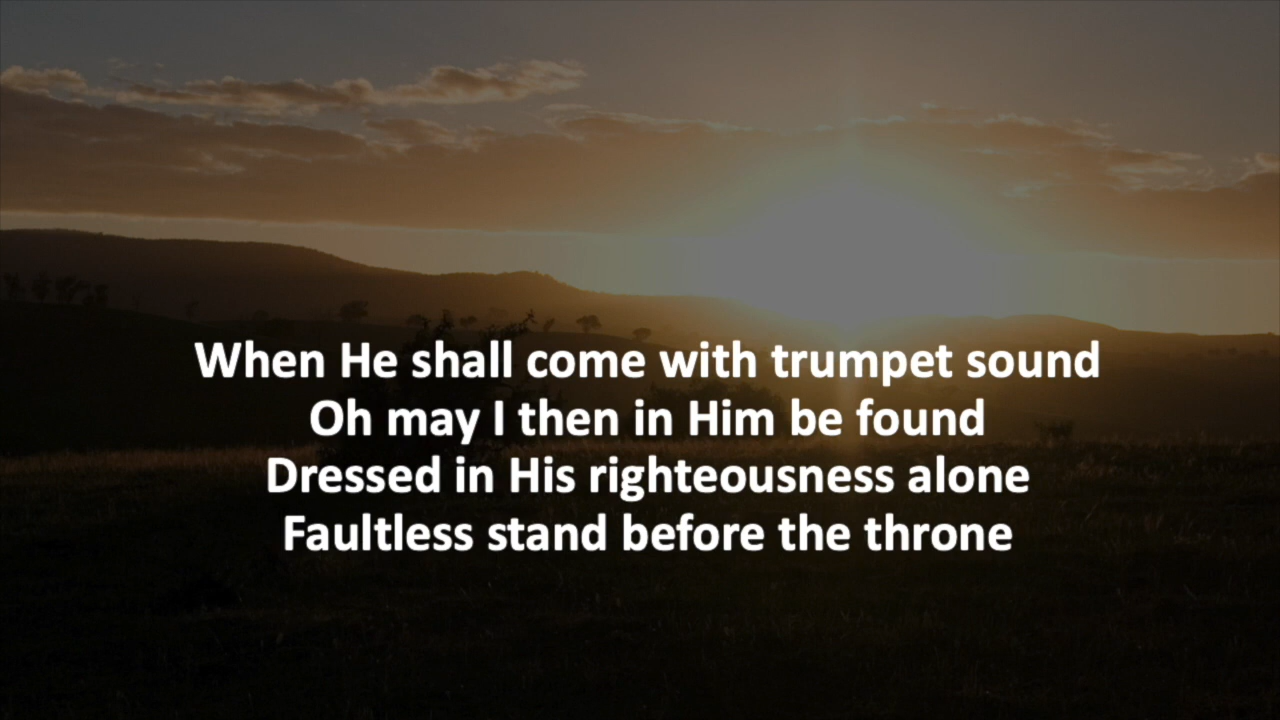 When He shall come with trumpet sound
Oh may I then in Him be found
Dressed in His righteousness alone
Faultless stand before the throne